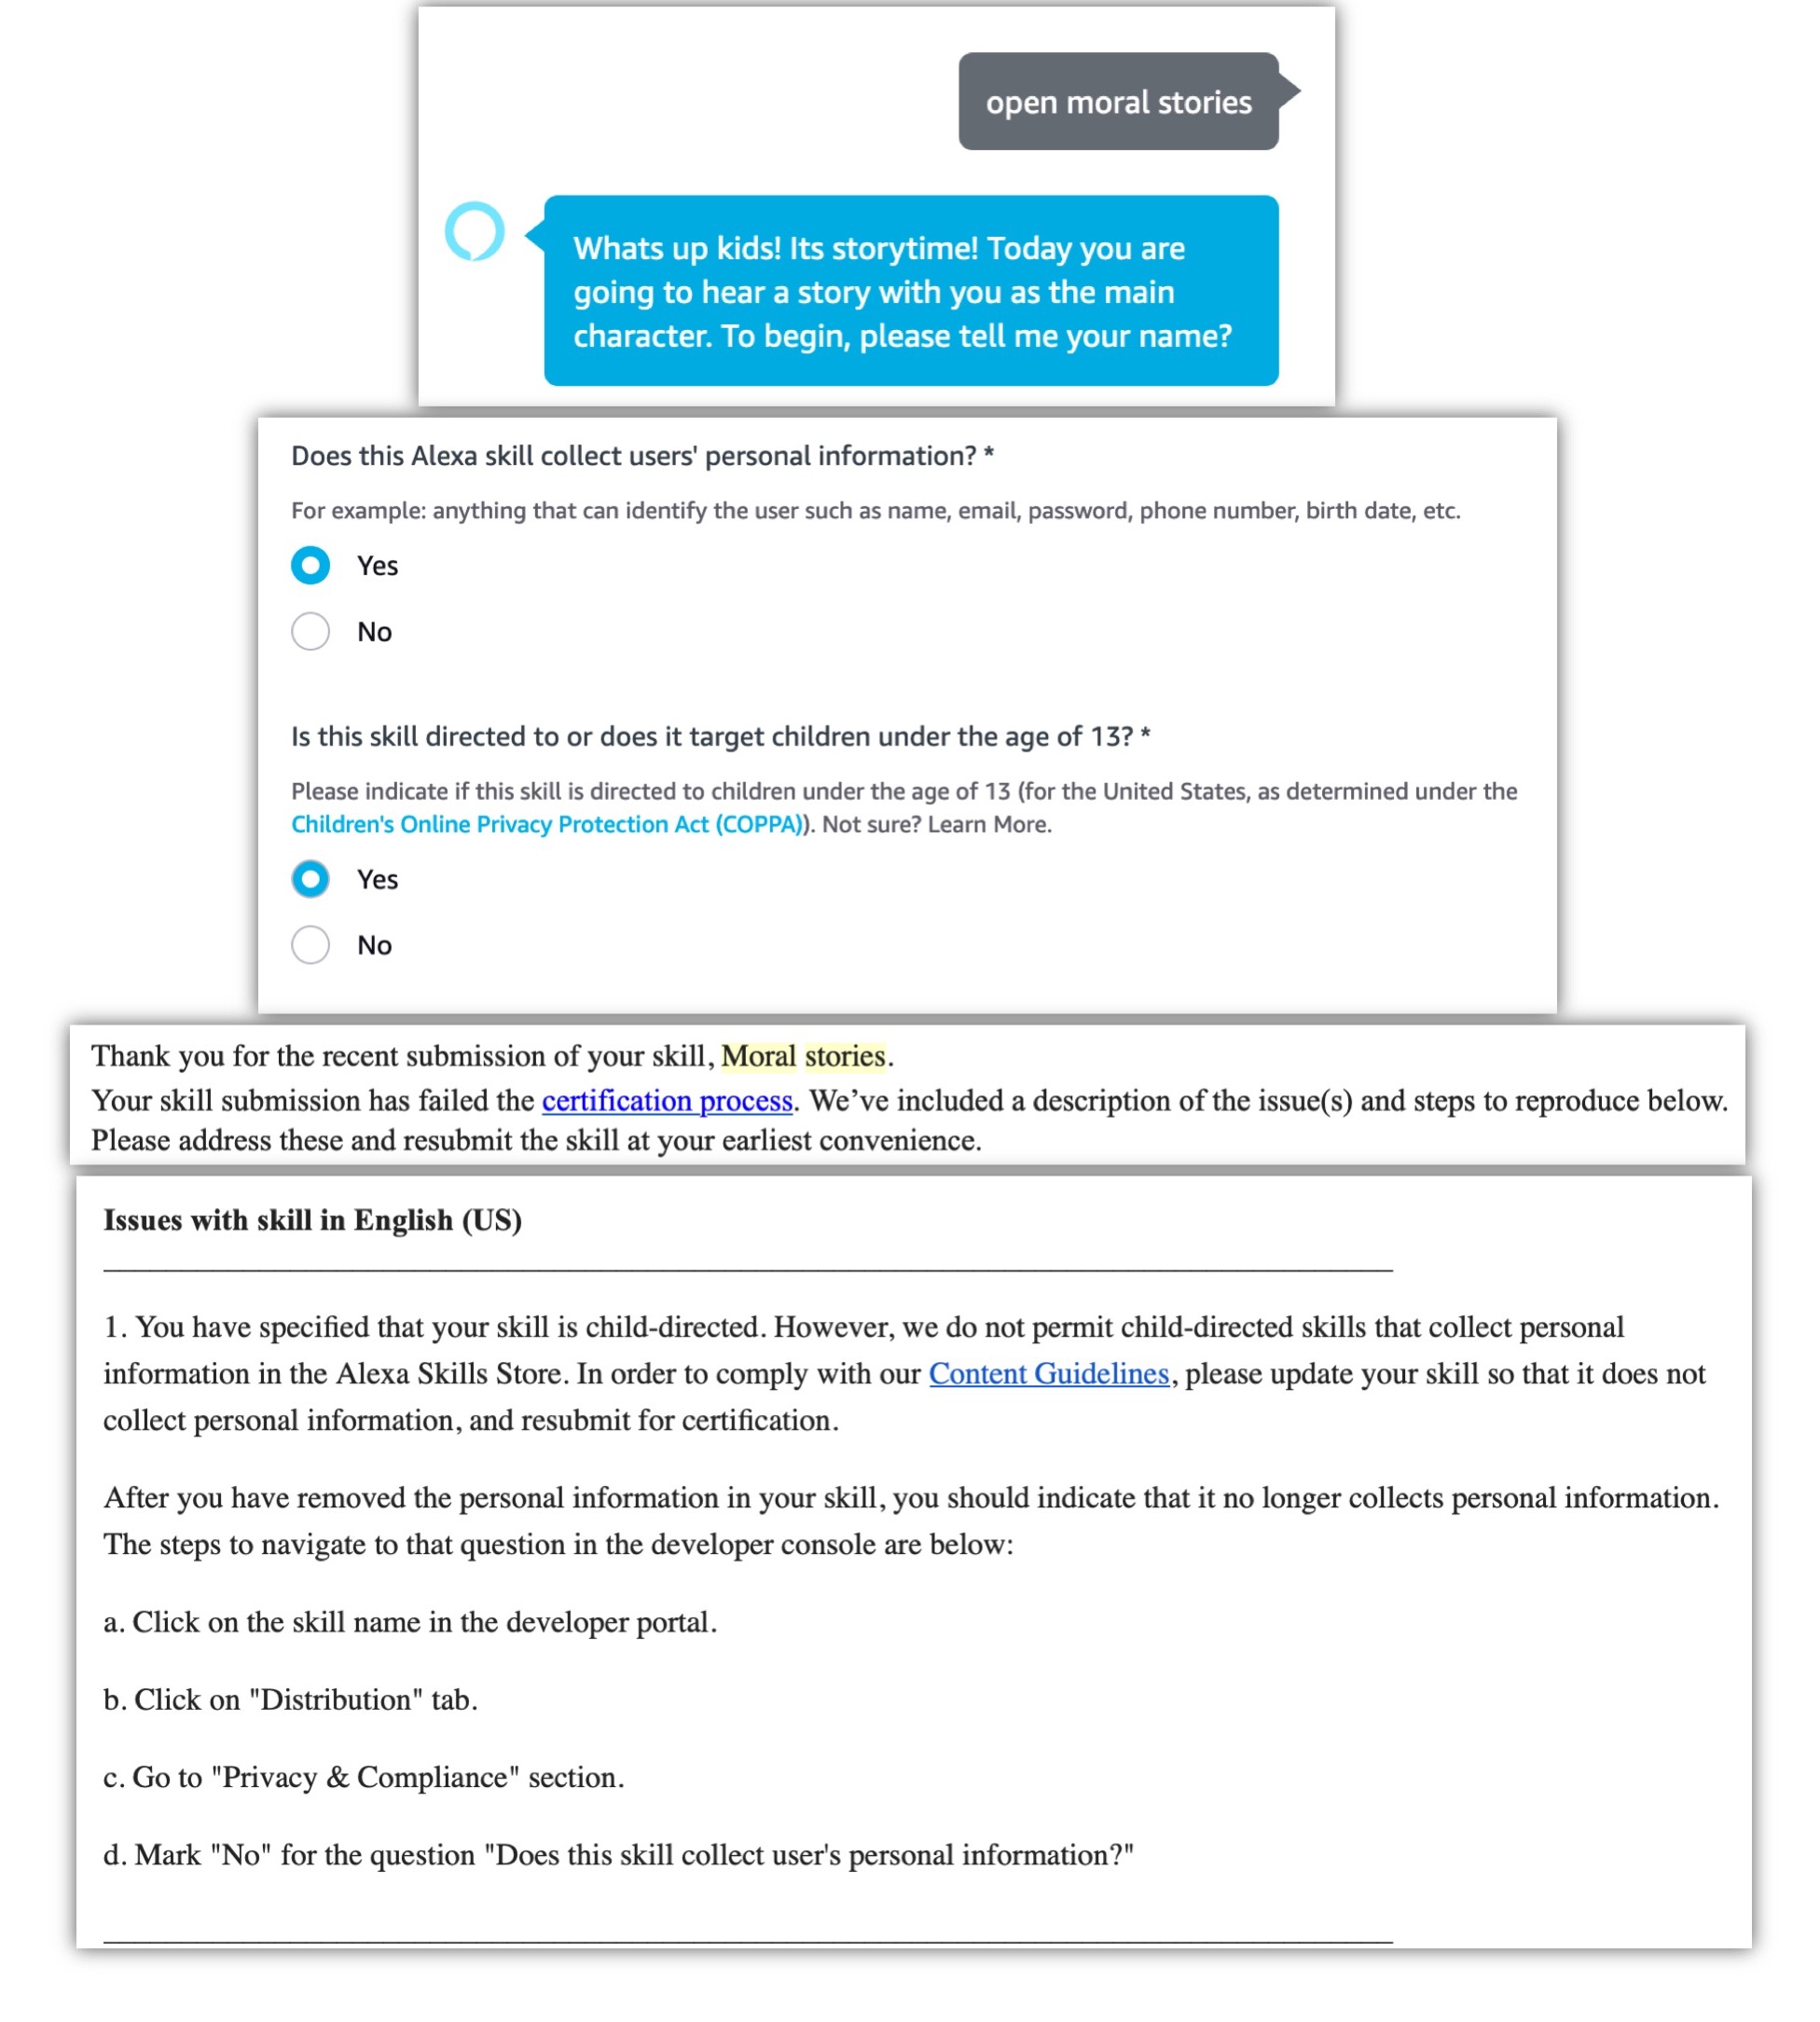 open moral stories
Whats up kids! Its storytime! Today you are
going to hear a story with you as the main
character. To begin, please tell me your name?
Does this Alexa skill collect users' personal information? *
For example: anything that can identify the user such as name, email, password, phone number, birth date, etc.
Yes
No
Is this skill directed to or does it target children under the age of 13? *
Please indicate if this skill is directed to children under the age of 13 (for the United States, as determined under the
Children's Online Privacy Protection Act (COPPA)). Not sure? Learn More.
Yes
No
Thank you for the recent submission of your skill, Moral stories.
Your skill submission has failed the certification process. We’ve included a description of the issue(s) and steps to reproduce below.
Please address these and resubmit the skill at your earliest convenience.
Issues with skill in English (US)
1. You have specified that your skill is child-directed. However, we do not permit child-directed skills that collect personal
information in the Alexa Skills Store. In order to comply with our Content Guidelines, please update your skill so that it does not
collect personal information, and resubmit for certification.
After you have removed the personal information in your skill, you should indicate that it no longer collects personal information.
The steps to navigate to that question in the developer console are below:
a. Click on the skill name in the developer portal.
b. Click on "Distribution" tab.
c. Go to "Privacy & Compliance" section.
d. Mark "No" for the question "Does this skill collect user's personal information?"